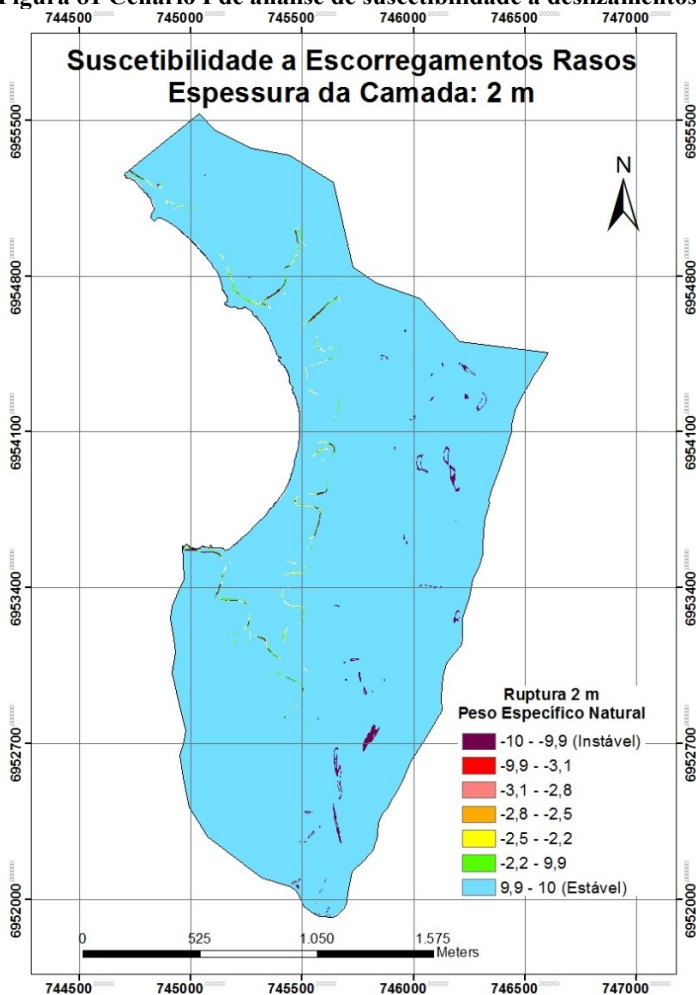 Figura 81 Cenário 1 de análise de suscetibilidade a deslizamentos
744500 745000 745500 746000 746500 747000
Suscetibilidade a Escorregamentos Rasos
Espessura da Camada: 2 m
N
6955500 6955500
6954800 6954800
6954100 6954100
6953400 6953400
6952700 6952700
6952000 6952000
Ruptura 2 m
Peso Específico Natural
-10 - -9,9 (Instável)
-9,9 - -3,1
-3,1 - -2,8
-2,8 - -2,5
-2,5 - -2,2
-2,2 - 9,9
9,9 - 10 (Estável)
0 525 1.050 1.575
Meters
744500 745000 745500 746000 746500 747000